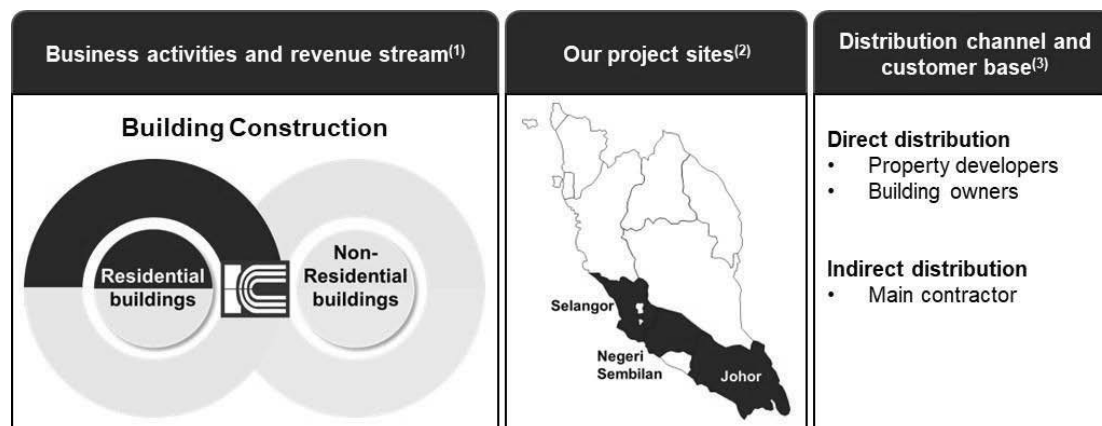 Business activities and revenue stream(1)
Our project sites(2)
Distribution channel and
customer base(3)
Building Construction
Residential
buildings
Non-
Residential
buildings
Selangor
Negeri
Sembilan
Johor
Direct distribution
• Property developers
• Building owners
Indirect distribution
• Main contractor